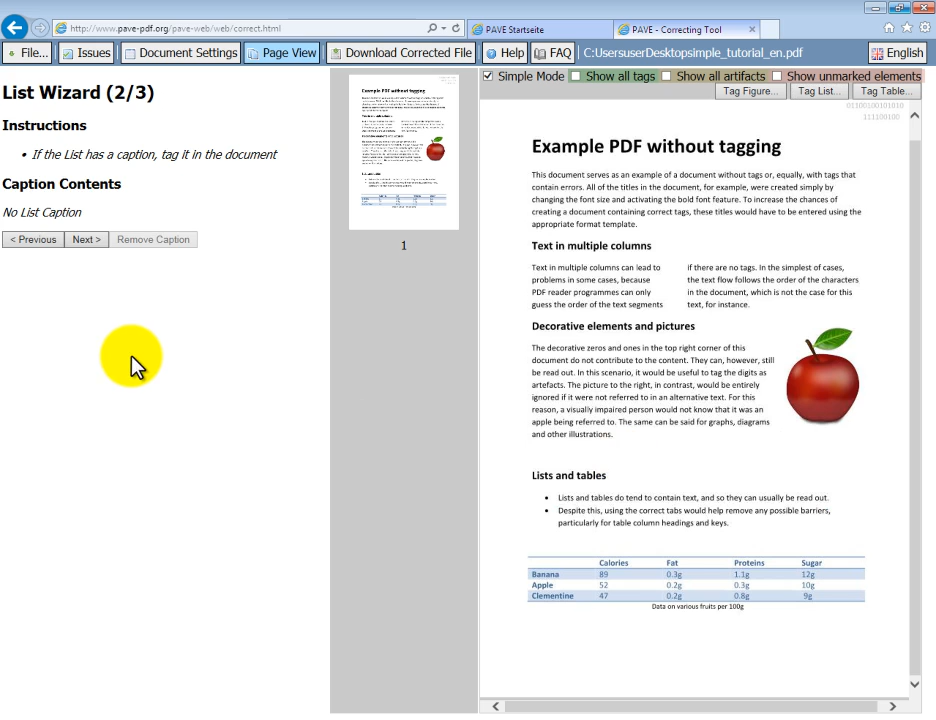 http://www.pave-pdf.org/pave-web/web/correct.html
PAVE Startseite
PAVE - Correcting Tool
File...
Issues
Document Settings
Page View
Download Corrected File
Help
FAQ
C:UsersuserDesktopsimple_tutorial_en.pdf
English
List Wizard (2/3)
Instructions
• If the List has a caption, tag it in the document
Caption Contents
No List Caption
< Previous
Next >
Remove Caption
1
Simple Mode
Show all tags
Show all artifacts
Show unmarked elements
Tag Figure...
Tag List...
Tag Table...
01100100101010
111100100
Example PDF without tagging
This document serves as an example of a document without tags or, equally, with tags that
contain errors. All of the titles in the document, for example, were created simply by
changing the font size and activating the bold font feature. To increase the chances of
creating a document containing correct tags, these titles would have to be entered using the
appropriate format template.
Text in multiple columns
Text in multiple columns can lead to
problems in some cases, because
PDF reader programmes can only
guess the order of the text segments
if there are no tags. In the simplest of cases,
the text flow follows the order of the characters
in the document, which is not the case for this
text, for instance.
Decorative elements and pictures
The decorative zeros and ones in the top right corner of this
document do not contribute to the content. They can, however, still
be read out. In this scenario, it would be useful to tag the digits as
artefacts. The picture to the right, in contrast, would be entirely
ignored if it were not referred to in an alternative text. For this
reason, a visually impaired person would not know that it was an
apple being referred to. The same can be said for graphs, diagrams
and other illustrations.
Lists and tables
• Lists and tables do tend to contain text, and so they can usually be read out.
• Despite this, using the correct tabs would help remove any possible barriers,
particularly for table column headings and keys.
Calories Fat Proteins Sugar
Banana 89 0.3g 1.1g 12g
Apple 52 0.2g 0.3g 10g
Clementine 47 0.2g 0.8g 9g
Data on various fruits per 100g